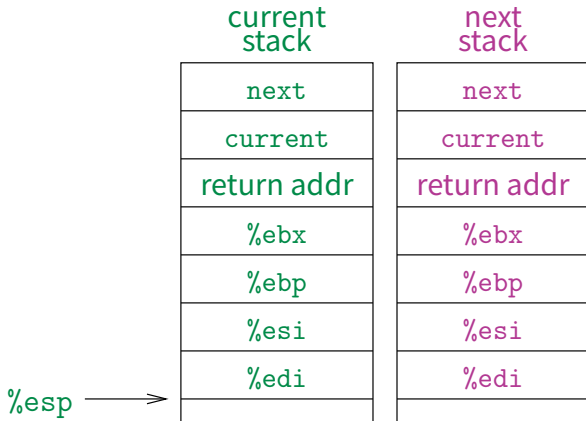 current
stack
next
stack
next
next
current
current
return addr
return addr
%ebx
%ebx
%ebp
%ebp
%esi
%esi
%edi
%edi
%esp